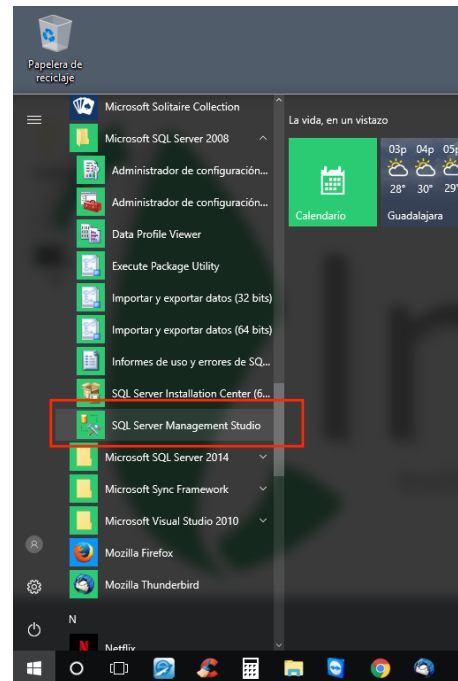 Papelera de
reciclaje
Microsoft Solitaire Collection
Microsoft SQL Server 2008
Administrador de configuración...
Administrador de configuración...
Data Profile Viewer
Execute Package Utility
Importar y exportar datos (32 bits)
Importar y exportar datos (64 bits)
Informes de uso y errores de SQ...
SQL Server Installation Center (6...
SQL Server Management Studio
Microsoft SQL Server 2014
Microsoft Sync Framework
Microsoft Visual Studio 2010
Mozilla Firefox
Mozilla Thunderbird
N
Netflix
La vida, en un vistazo
Calendario
03p 04p 05p
28° 30° 29°
Guadalajara